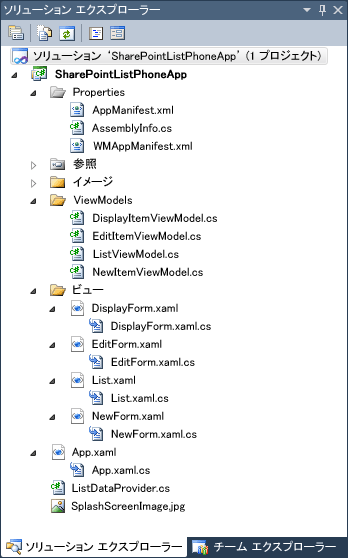 ソリューション エクスプローラー
ソリューション 'SharePointListPhoneApp' (1 プロジェクト)
SharePointListPhoneApp
Properties
AppManifest.xml
AssemblyInfo.cs
WMAppManifest.xml
参照
イメージ
ViewModels
DisplayItemViewModel.cs
EditItemViewModel.cs
ListViewModel.cs
NewItemViewModel.cs
ビュー
DisplayForm.xaml
DisplayForm.xaml.cs
EditForm.xaml
EditForm.xaml.cs
List.xaml
List.xaml.cs
NewForm.xaml
NewForm.xaml.cs
App.xaml
App.xaml.cs
ListDataProvider.cs
SplashScreenImage.jpg
ソリューション エクスプローラー
チーム エクスプローラー